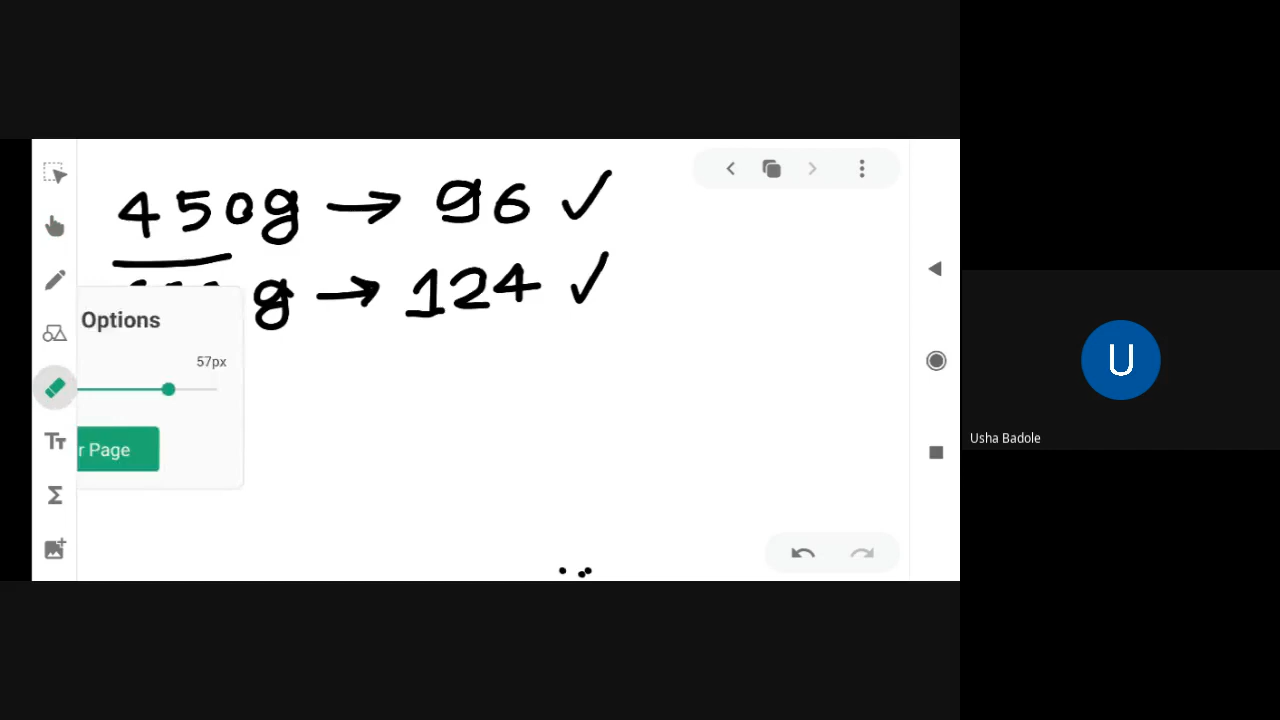 450g → 96 ✓
g → 124 ✓
Options
57px
r Page
U
Usha Badole